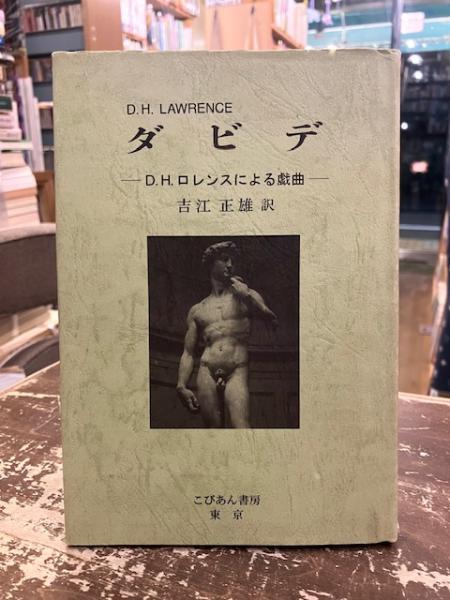 D.H. LAWRENCE
ダビデ
―D.H.ロレンスによる戯曲―
吉江正雄訳
こびあん書房
東京